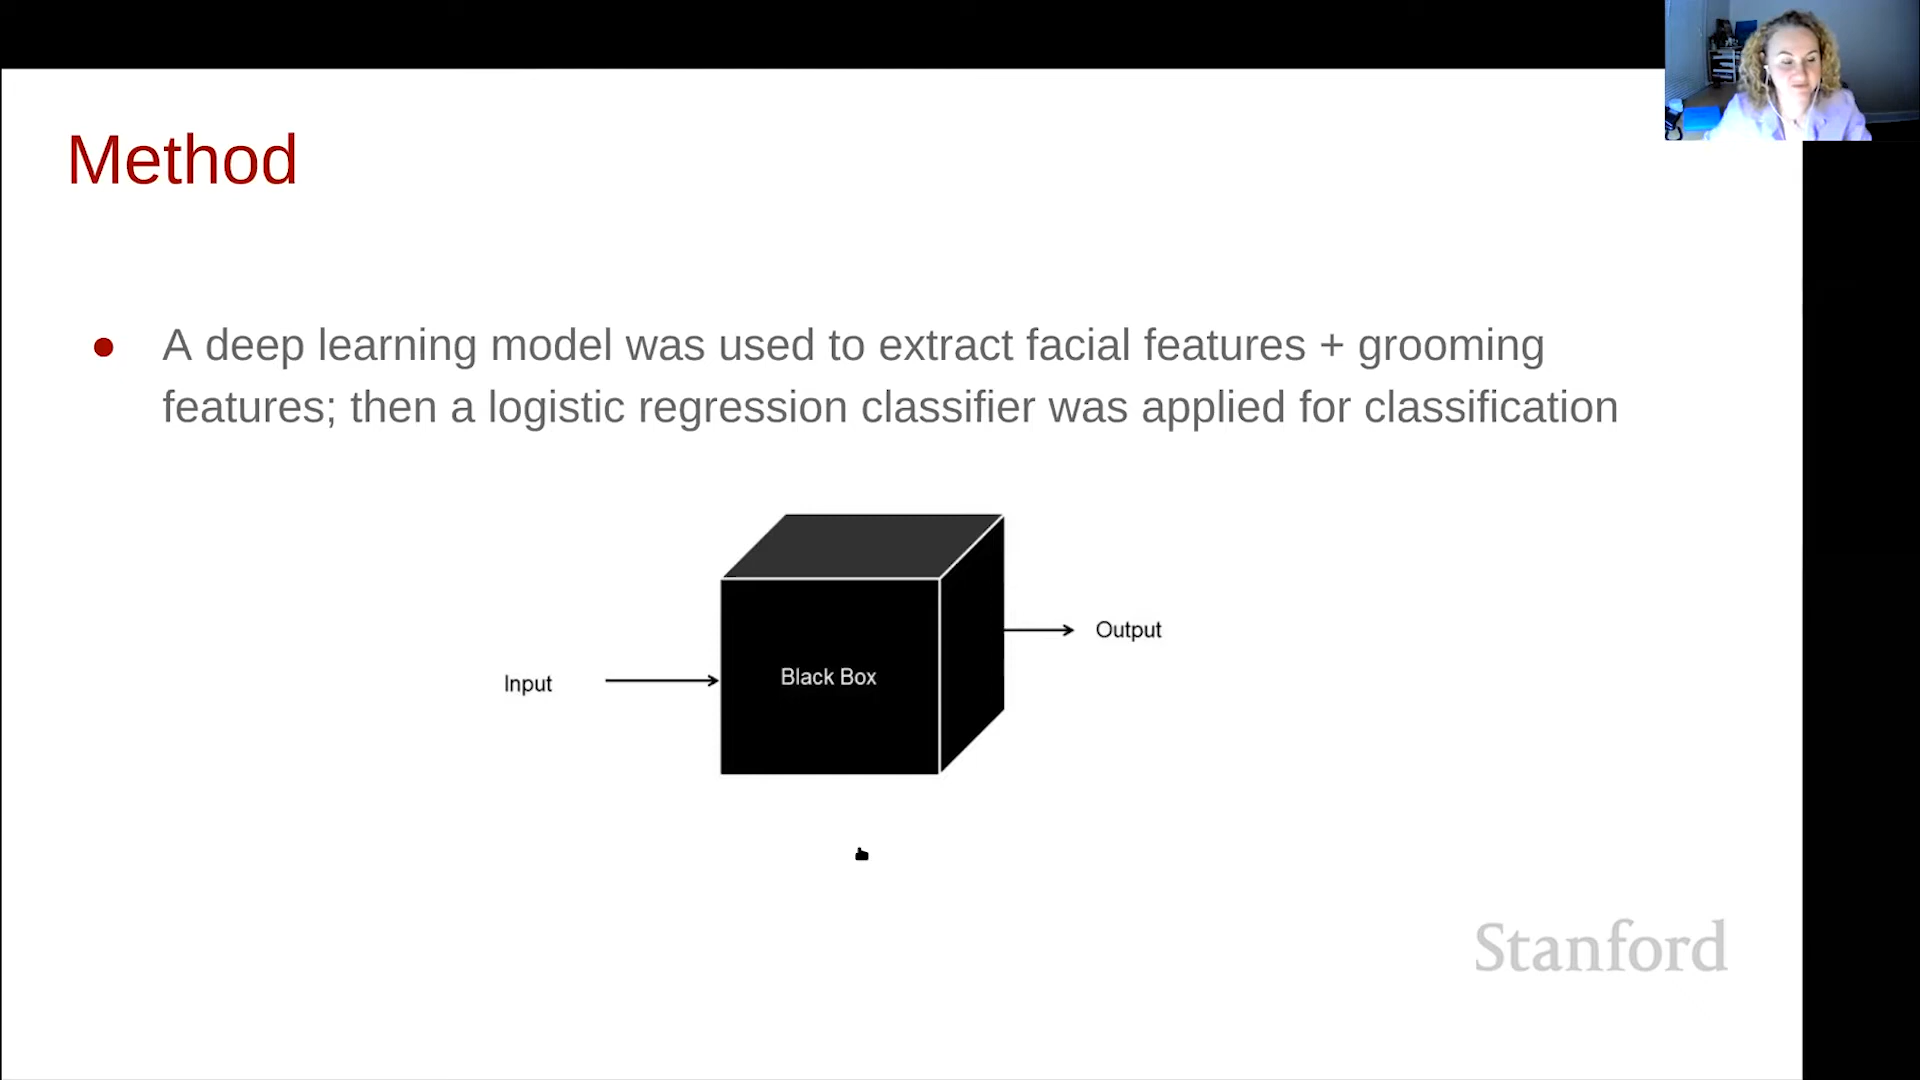 Method
A deep learning model was used to extract facial features + grooming
features; then a logistic regression classifier was applied for classification
Output
Black Box
Input
Stanford